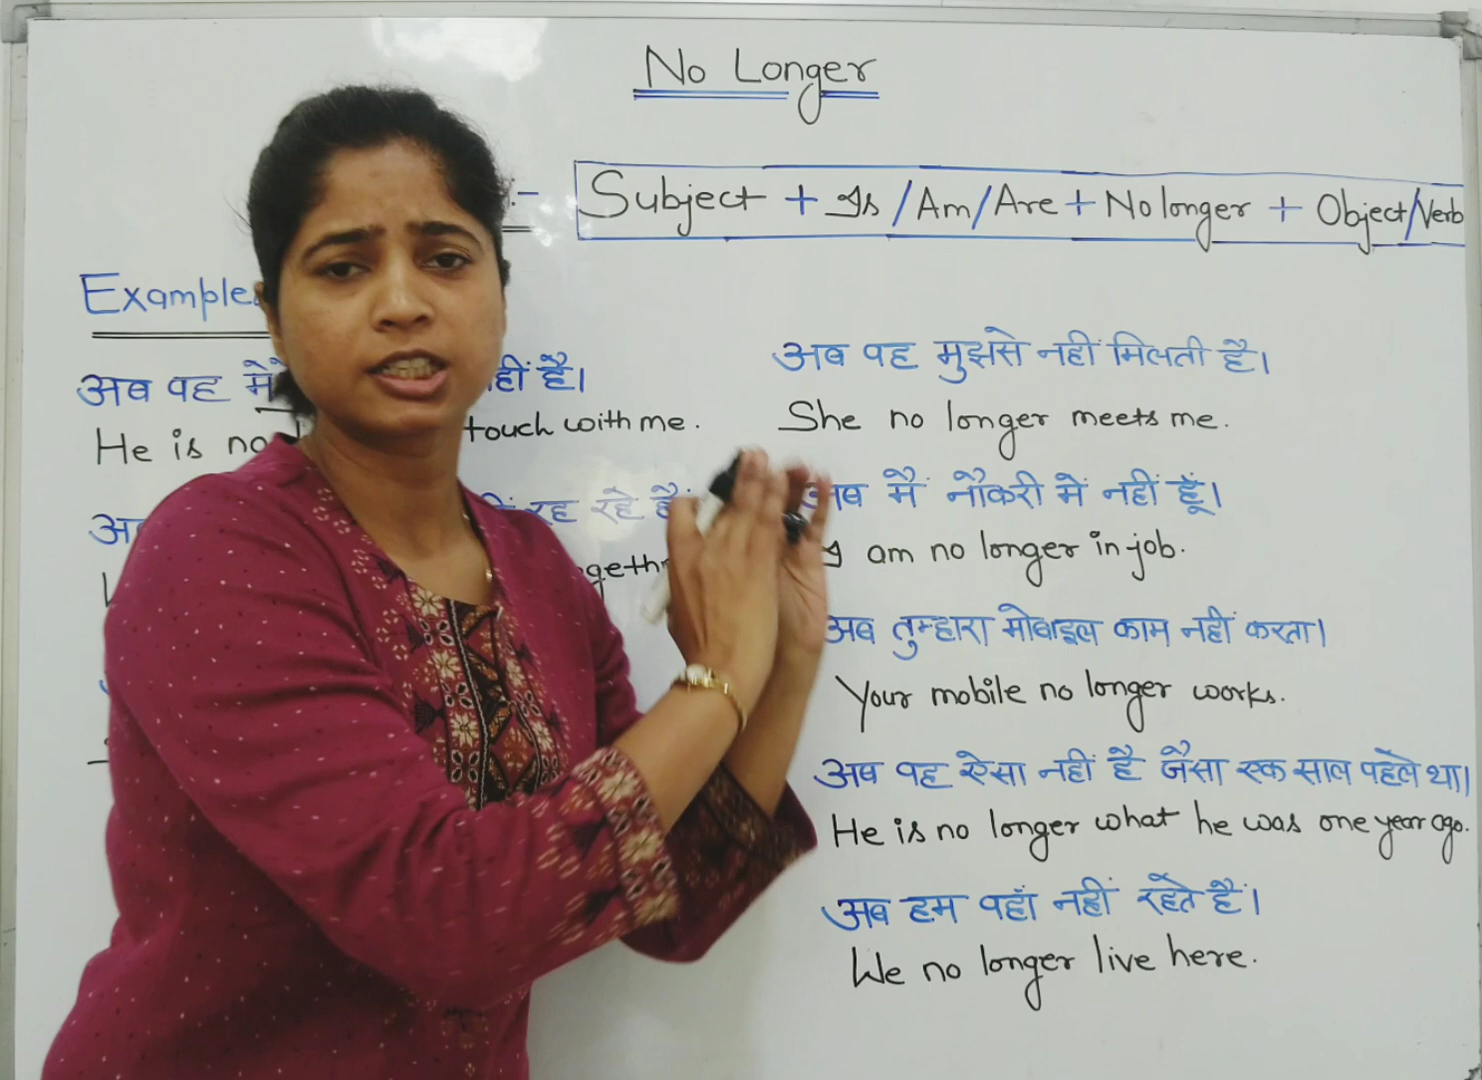 No Longer
:- Subject + Is/Am/Are + No longer + Object/Verb
Example
अब वह है।
He is no touch with me.
रह रहे हैं
अब वह मुझसे नहीं मिलती है।
She no longer meets me.
अब मैं नौकरी में नहीं हूँ।
I am no longer in job.
अब तुम्हारा मोबाइल काम नहीं करता।
Your mobile no longer works.
अब वह ऐसा नहीं है जैसा एक साल पहले था।
He is no longer what he was one year ago.
अब हम वहाँ नहीं रहते हैं।
We no longer live here.